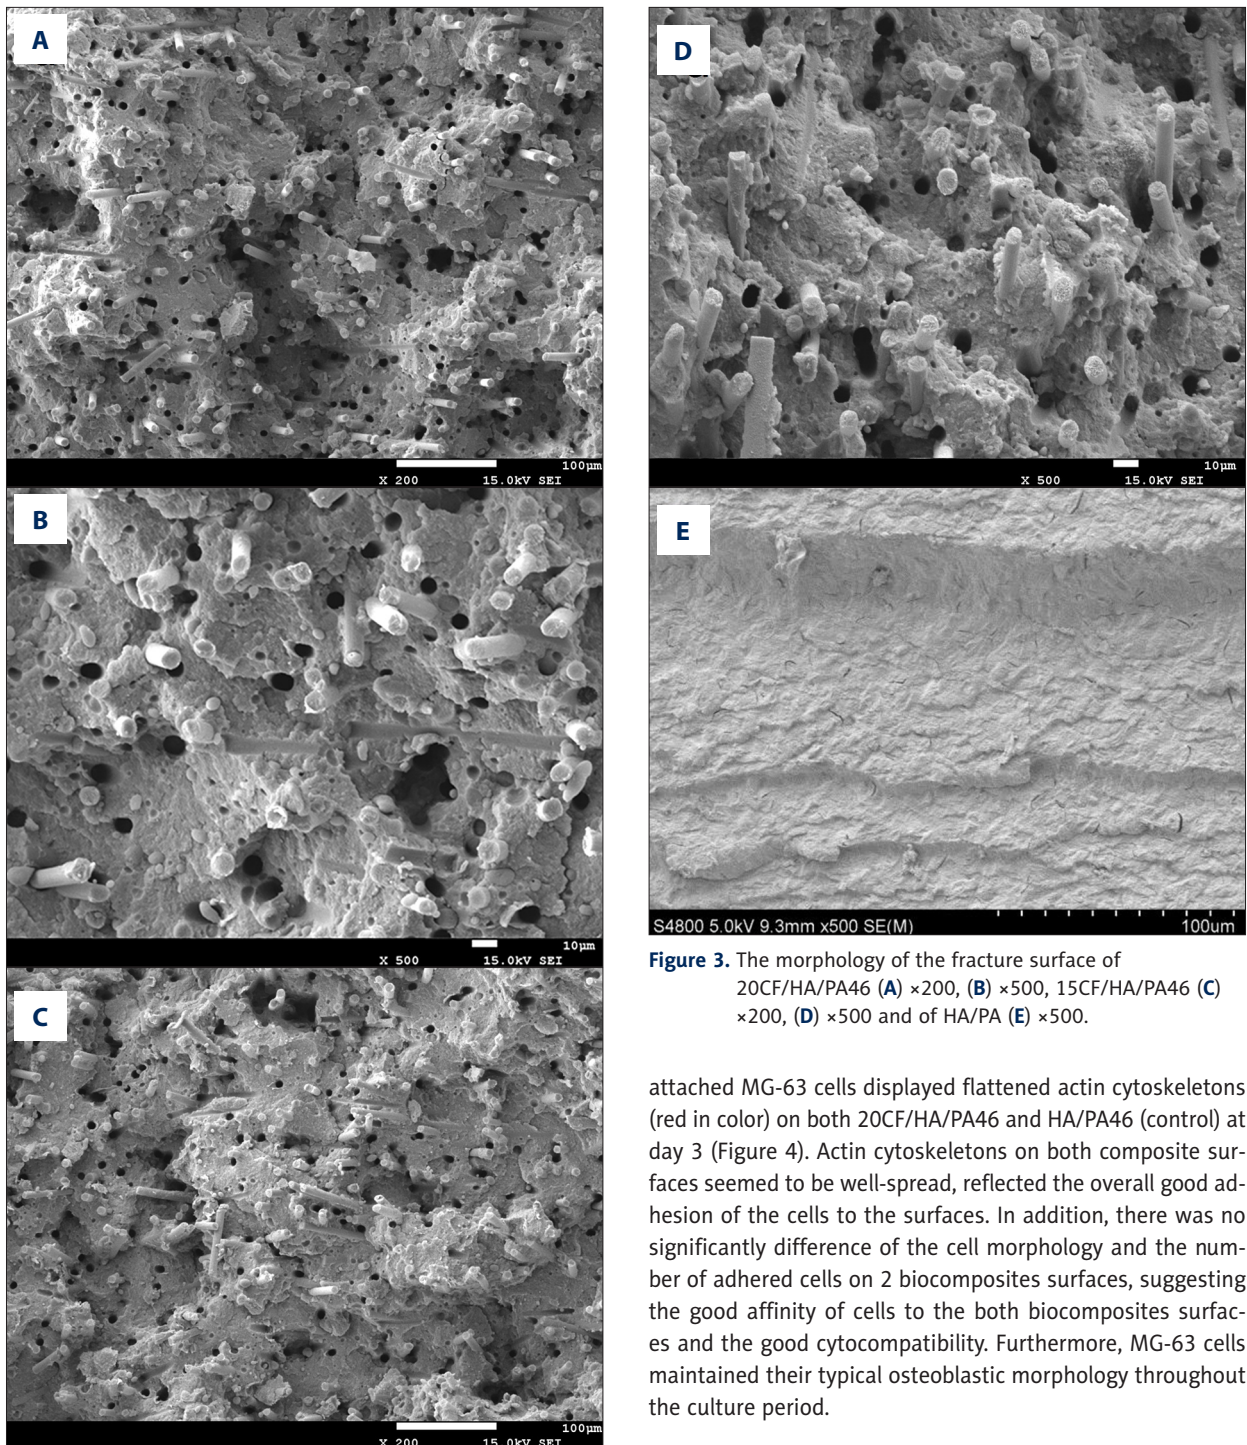 A
100μm
X 200 15.0kV SEI
B
10μm
X 500 15.0kV SEI
C
100μm
X 200 15.0kV SEI
D
10μm
X 500 15.0kV SEI
E
S4800 5.0kV 9.3mm x500 SE(M) 100um
Figure 3. The morphology of the fracture surface of
20CF/HA/PA46 (A) ×200, (B) ×500, 15CF/HA/PA46 (C)
×200, (D) ×500 and of HA/PA (E) ×500.
attached MG-63 cells displayed flattened actin cytoskeletons
(red in color) on both 20CF/HA/PA46 and HA/PA46 (control) at
day 3 (Figure 4). Actin cytoskeletons on both composite sur-
faces seemed to be well-spread, reflected the overall good ad-
hesion of the cells to the surfaces. In addition, there was no
significantly difference of the cell morphology and the num-
ber of adhered cells on 2 biocomposites surfaces, suggesting
the good affinity of cells to the both biocomposites surfac-
es and the good cytocompatibility. Furthermore, MG-63 cells
maintained their typical osteoblastic morphology throughout
the culture period.